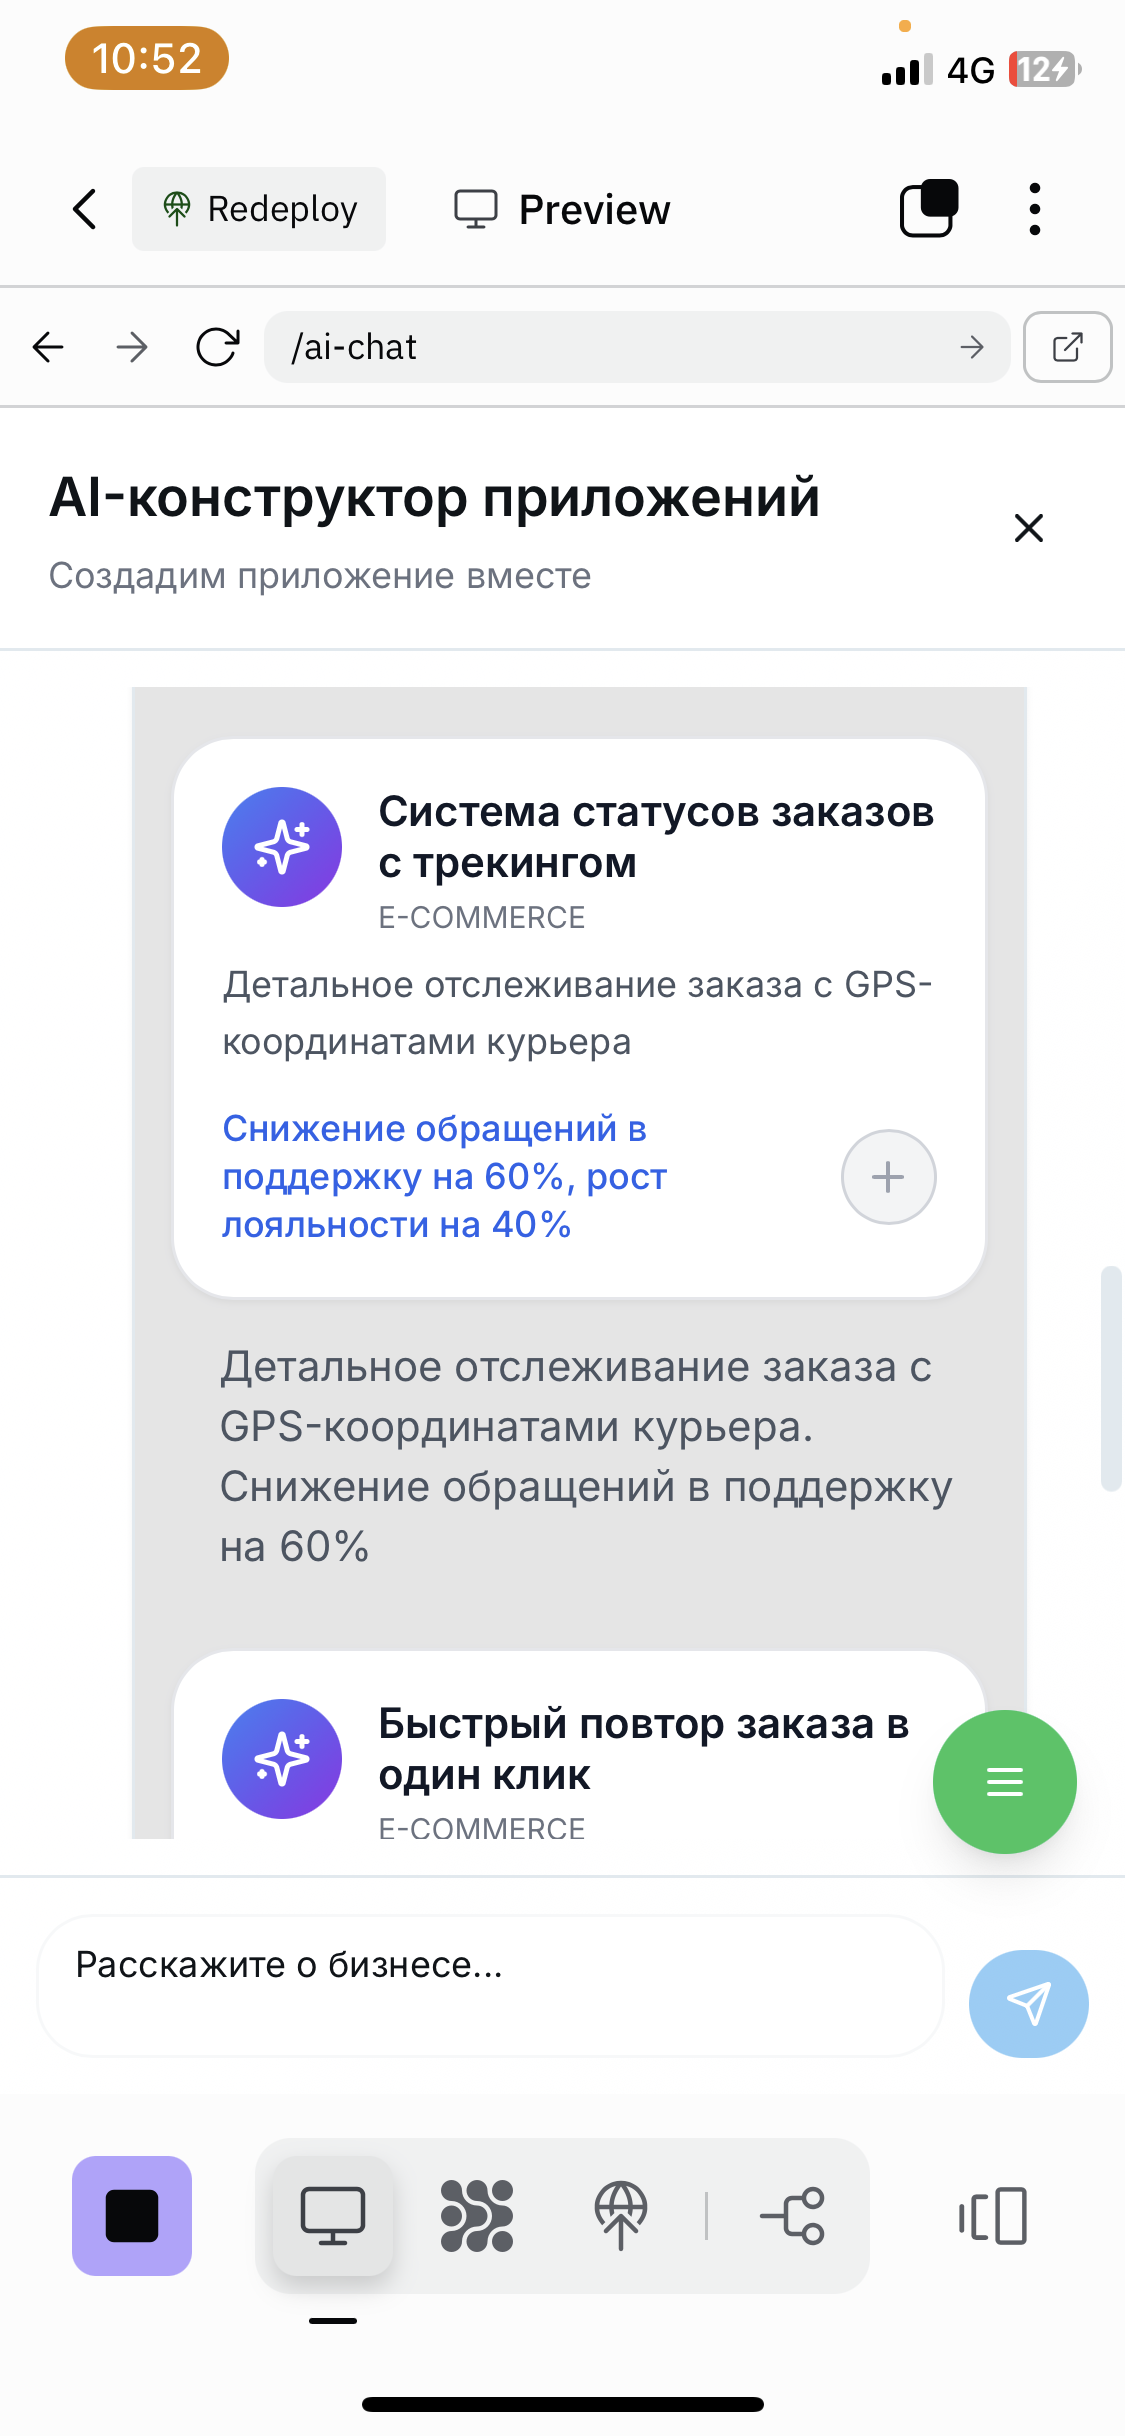 10:52
4G
12
Redeploy
Preview
/ai-chat
AI-конструктор приложений
Создадим приложение вместе
Система статусов заказов
с трекингом
E-COMMERCE
Детальное отслеживание заказа с GPS-
координатами курьера
Снижение обращений в
поддержку на 60%, рост
лояльности на 40%
Детальное отслеживание заказа с
GPS-координатами курьера.
Снижение обращений в поддержку
на 60%
Быстрый повтор заказа в
один клик
E-COMMERCE
Расскажите о бизнесе...